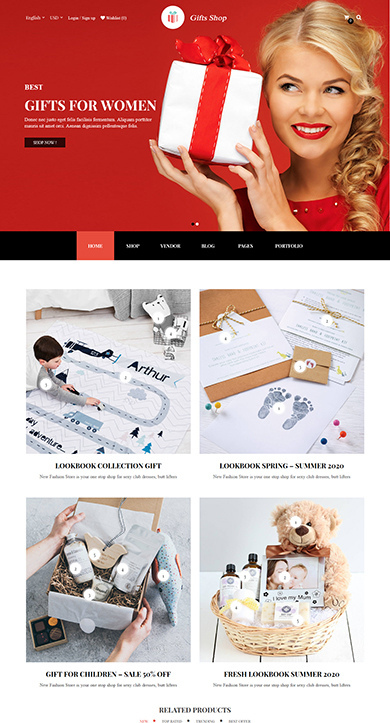 English USD Login / Sign up Wishlist (0)
Gifts Shop
0
BEST
GIFTS FOR WOMEN
Donec nec justo eget felis facilisis fermentum. Aliquam porttitor
mauris sit amet orci. Aenean dignissim pellentesque felis.
SHOP NOW !
HOME SHOP VENDOR BLOG PAGES PORTFOLIO
Arthur
adventure...
LOOKBOOK COLLECTION GIFT
New Fashion Store is your one stop shop for sexy club dresses, butt lifters
LOOKBOOK SPRING – SUMMER 2020
New Fashion Store is your one stop shop for sexy club dresses, butt lifters
I love my Mum
GIFT FOR CHILDREN – SALE 50% OFF
New Fashion Store is your one stop shop for sexy club dresses, butt lifters
FRESH LOOKBOOK SUMMER 2020
New Fashion Store is your one stop shop for sexy club dresses, butt lifters
RELATED PRODUCTS
NEW TOP RATED TRENDING BEST OFFER